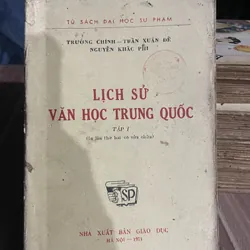 TỦ SÁCH ĐẠI HỌC SƯ PHẠM
TRƯƠNG CHÍNH - TRẦN XUÂN ĐỀ
NGUYỄN KHẮC PHI
LỊCH SỬ
VĂN HỌC TRUNG QUỐC
TẬP I
SP
NHÀ XUẤT BẢN GIÁO DỤC